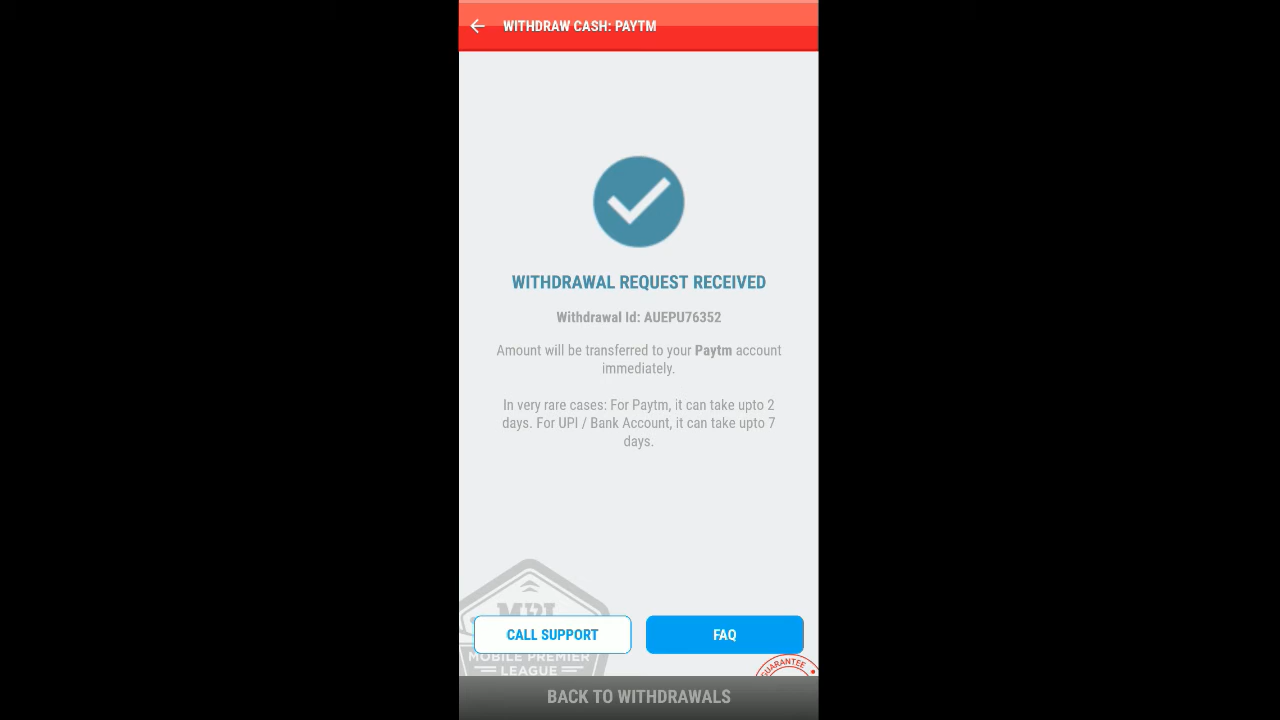 WITHDRAW CASH: PAYTM
WITHDRAWAL REQUEST RECEIVED
Withdrawal Id: AUEPU76352
Amount will be transferred to your Paytm account
immediately.
In very rare cases: For Paytm, it can take upto 2
days. For UPI / Bank Account, it can take upto 7
days.
MPL
CALL SUPPORT
FAQ
MOBILE PREMIER
LEAGUE
GUARANTEE
BACK TO WITHDRAWALS